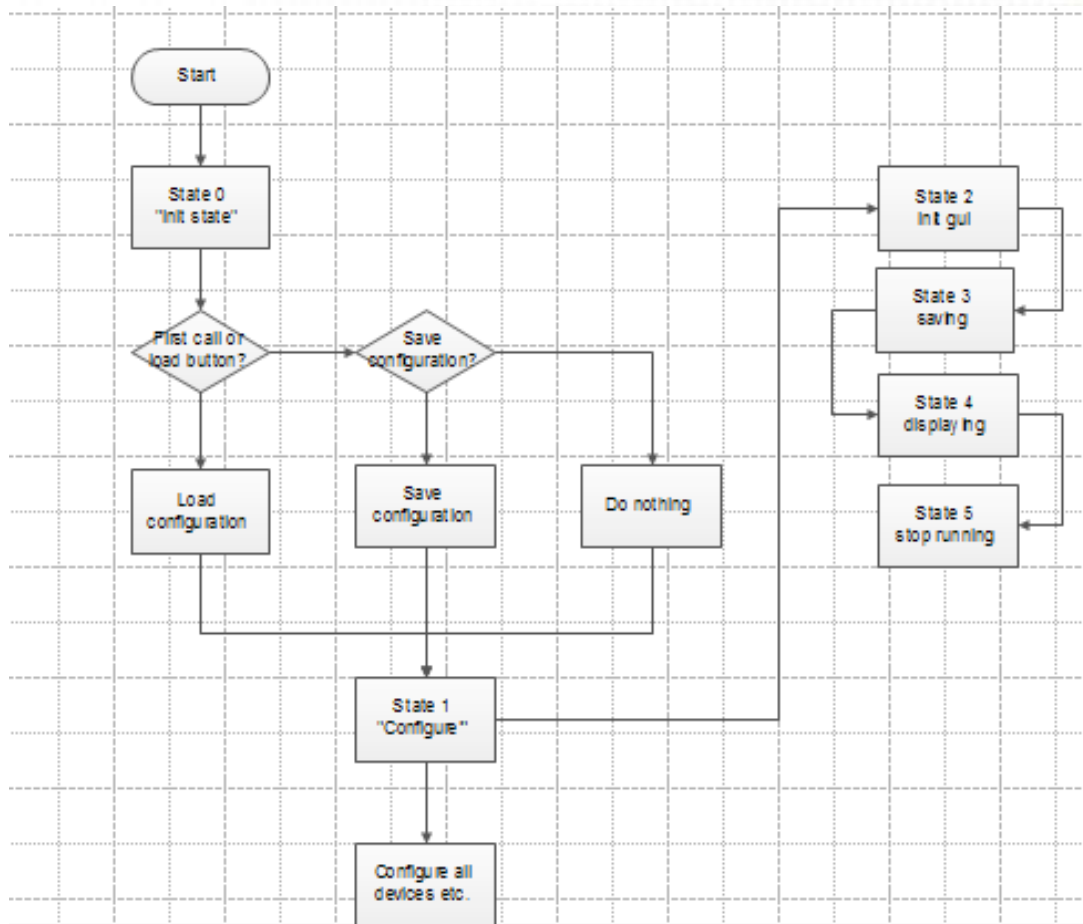 Start
State 0
"Init state"
First call or
load button?
Save
configuration?
Load
configuration
Save
configuration
Do nothing
State 1
"Configure"
Configure all
devices etc.
State 2
Init gui
State 3
saving
State 4
displaying
State 5
stop running